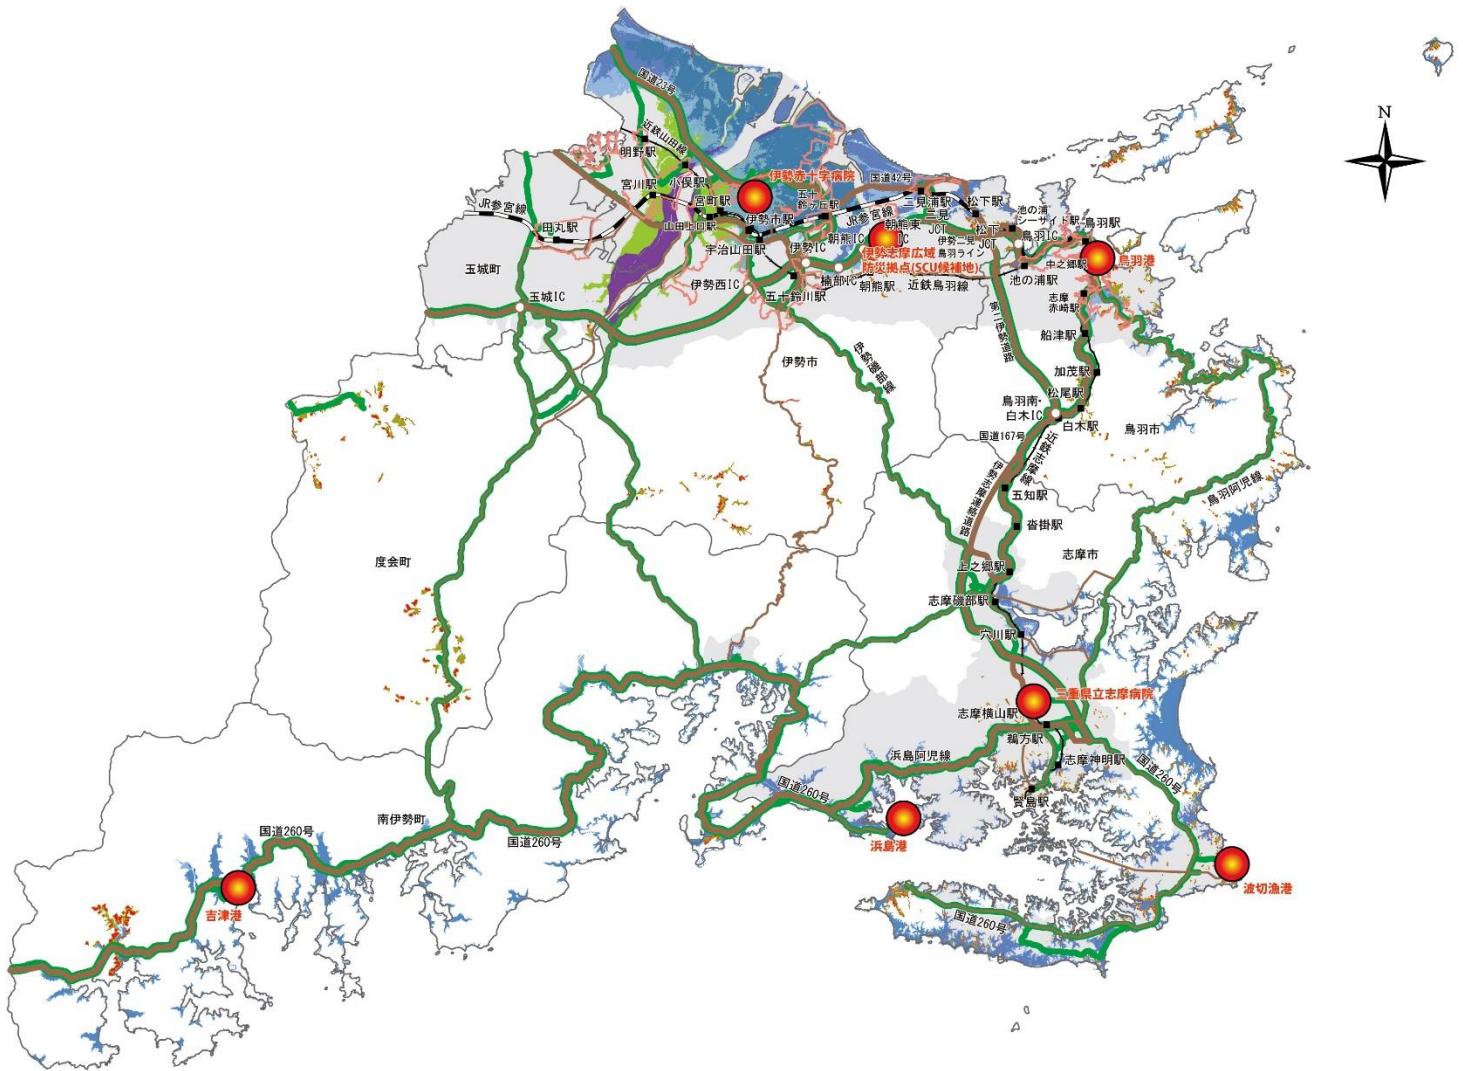 N
国道23号
近鉄山田線
明野駅
伊勢赤十字病院
小俣駅
宮川駅
五十
鈴ヶ丘駅
国道42号
宮町駅
二見浦駅
松下駅
JR参宮線
田丸駅
山田上口駅
伊勢市駅
JR参宮線
朝熊東
IC
二見
JCT
松下
JCT
池の浦
シーサイド駅
鳥羽駅
鳥羽IC
宇治山田駅
伊勢IC
朝熊IC
伊勢二見
鳥羽ライン
伊勢志摩広域
防災拠点(SCU候補地)
中之郷駅
鳥羽港
玉城町
楠部IC
朝熊駅
近鉄鳥羽線
池の浦駅
伊勢西IC
五十鈴川駅
玉城IC
志摩
赤崎駅
第二伊勢道路
船津駅
伊勢市
伊勢磯部線
加茂駅
松尾駅
鳥羽南・
白木IC
白木駅
鳥羽市
国道167号
近鉄志摩線
伊勢志摩連絡道路
五知駅
鳥羽阿児線
沓掛駅
志摩市
度会町
上之郷駅
志摩磯部駅
穴川駅
三重県立志摩病院
志摩横山駅
鵜方駅
浜島阿児線
志摩神明駅
国道260号
国道260号
賢島駅
南伊勢町
国道260号
国道260号
浜島港
波切漁港
吉津港
国道260号